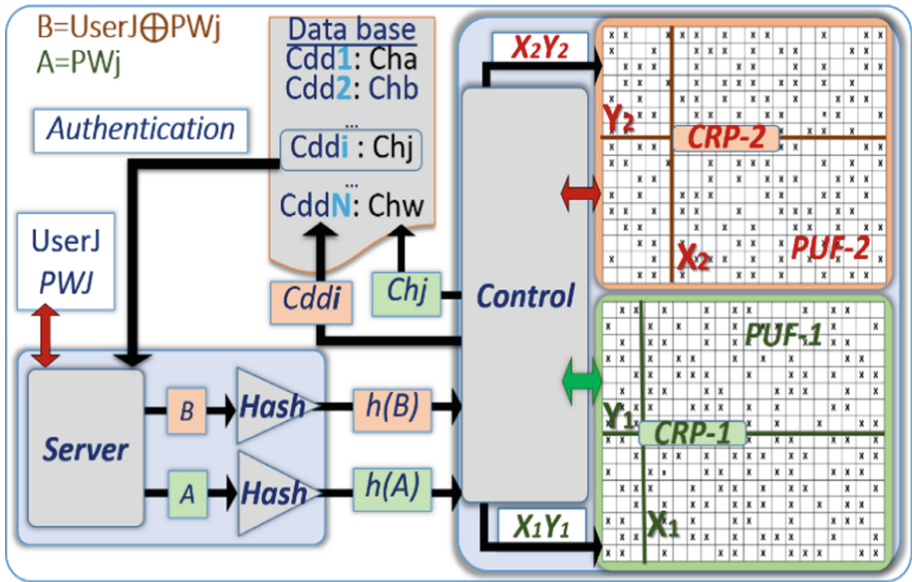 B=UserJ⨁PWj
A=PWj
Data base
Cdd1: Cha
Cdd2: Chb
...
Cddi : Chj
...
CddN: Chw
Authentication
UserJ
PWJ
Cddi
Chj
Control
X₂Y₂
Y₂
CRP-2
X₂
PUF-2
PUF-1
Y₁
CRP-1
X₁
X₁Y₁
Server
B
Hash
h(B)
A
Hash
h(A)